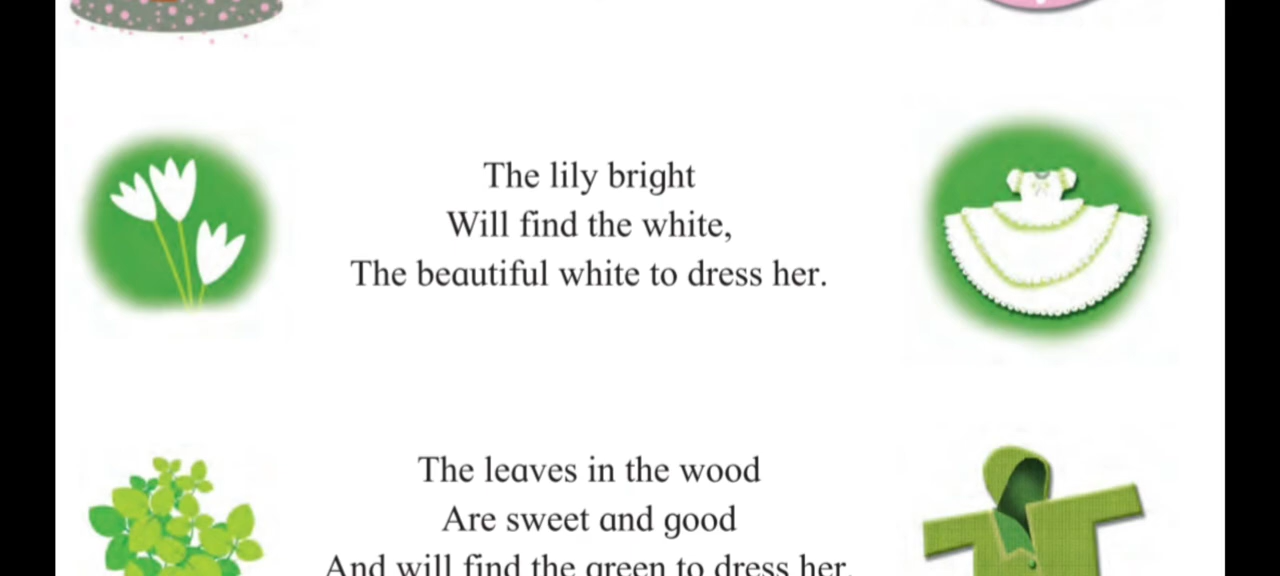 The lily bright
Will find the white,
The beautiful white to dress her.
The leaves in the wood
Are sweet and good
And will find the green to dress her.